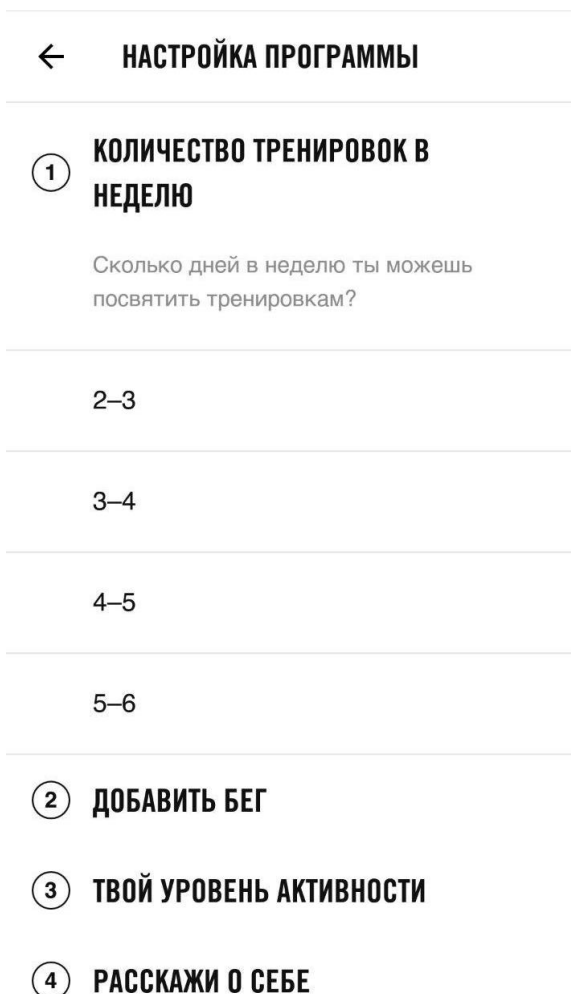 НАСТРОЙКА ПРОГРАММЫ
1
КОЛИЧЕСТВО ТРЕНИРОВОК В
НЕДЕЛЮ
Сколько дней в неделю ты можешь
посвятить тренировкам?
2–3
3–4
4–5
5–6
2 ДОБАВИТЬ БЕГ
3 ТВОЙ УРОВЕНЬ АКТИВНОСТИ
4 РАССКАЖИ О СЕБЕ